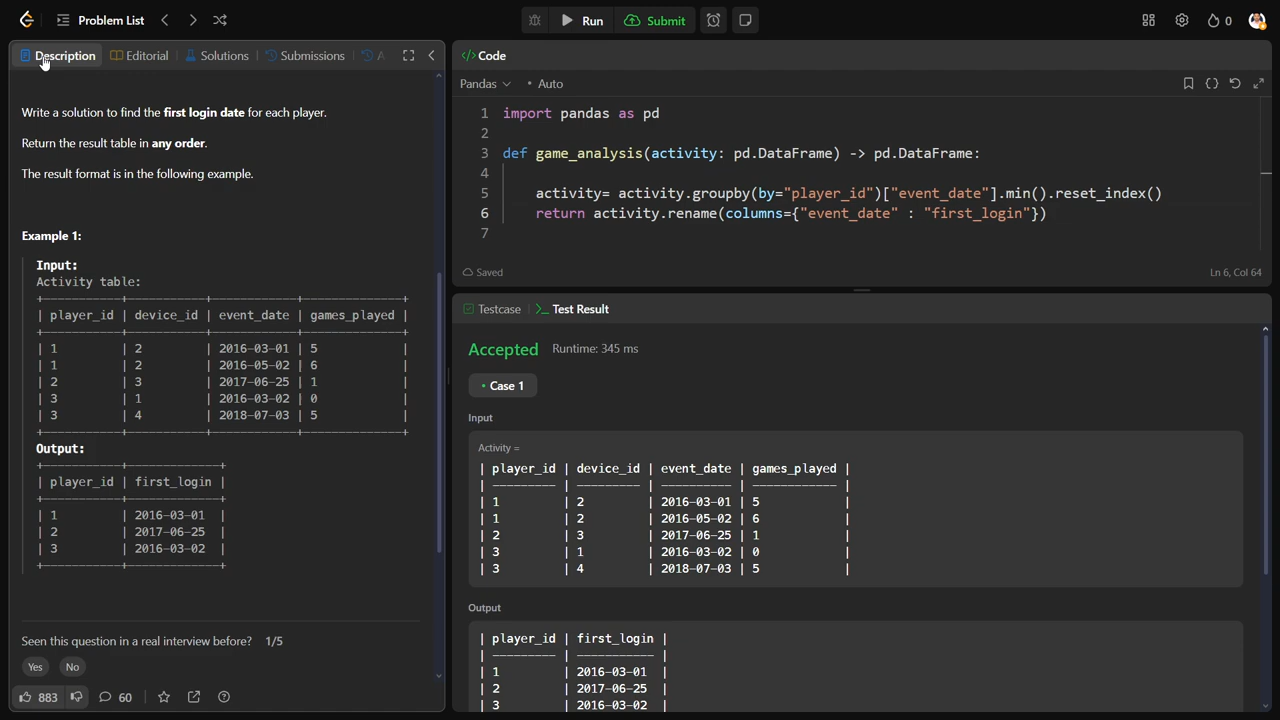 Problem List
Run
Submit
0
Description
Editorial
Solutions
Submissions
A
Write a solution to find the first login date for each player.
Return the result table in any order.
The result format is in the following example.
Example 1:
Input:
Activity table:
+-----------+-----------+------------+--------------+
| player_id | device_id | event_date | games_played |
+-----------+-----------+------------+--------------+
| 1 | 2 | 2016-03-01 | 5 |
| 1 | 2 | 2016-05-02 | 6 |
| 2 | 3 | 2017-06-25 | 1 |
| 3 | 1 | 2016-03-02 | 0 |
| 3 | 4 | 2018-07-03 | 5 |
+-----------+-----------+------------+--------------+
Output:
+-----------+-------------+
| player_id | first_login |
+-----------+-------------+
| 1 | 2016-03-01 |
| 2 | 2017-06-25 |
| 3 | 2016-03-02 |
+-----------+-------------+
Seen this question in a real interview before? 1/5
Yes No
883 60
</> Code
Pandas • Auto
1 import pandas as pd
2
3 def game_analysis(activity: pd.DataFrame) -> pd.DataFrame:
4
5 activity= activity.groupby(by="player_id")["event_date"].min().reset_index()
6 return activity.rename(columns={"event_date" : "first_login"})
7
Saved
Ln 6, Col 64
Testcase
>_ Test Result
Accepted Runtime: 345 ms
• Case 1
Input
Activity =
| player_id | device_id | event_date | games_played |
| --------- | --------- | ---------- | ------------ |
| 1 | 2 | 2016-03-01 | 5 |
| 1 | 2 | 2016-05-02 | 6 |
| 2 | 3 | 2017-06-25 | 1 |
| 3 | 1 | 2016-03-02 | 0 |
| 3 | 4 | 2018-07-03 | 5 |
Output
| player_id | first_login |
| --------- | ----------- |
| 1 | 2016-03-01 |
| 2 | 2017-06-25 |
| 3 | 2016-03-02 |